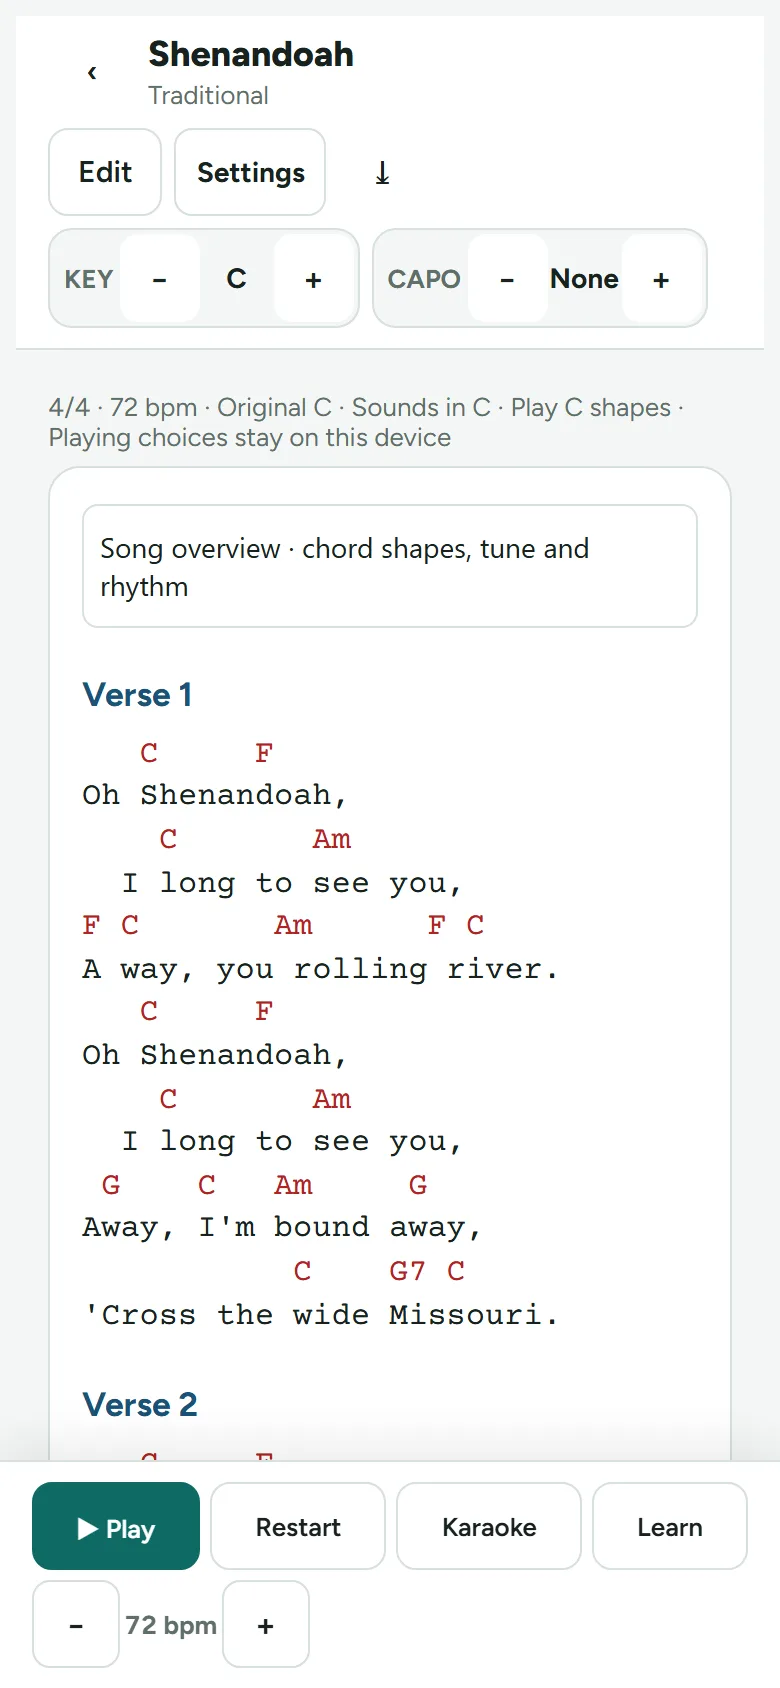 ‹ Shenandoah
Traditional
Edit Settings ⤓
KEY - C + CAPO - None +
4/4 · 72 bpm · Original C · Sounds in C · Play C shapes ·
Playing choices stay on this device
Song overview · chord shapes, tune and
rhythm
Verse 1
   C     F
Oh Shenandoah,
    C       Am
  I long to see you,
F C       Am      F C
A way, you rolling river.
   C     F
Oh Shenandoah,
    C       Am
  I long to see you,
 G    C   Am     G
Away, I'm bound away,
           C    G7 C
'Cross the wide Missouri.
Verse 2
   C     F
▶ Play Restart Karaoke Learn
- 72 bpm +